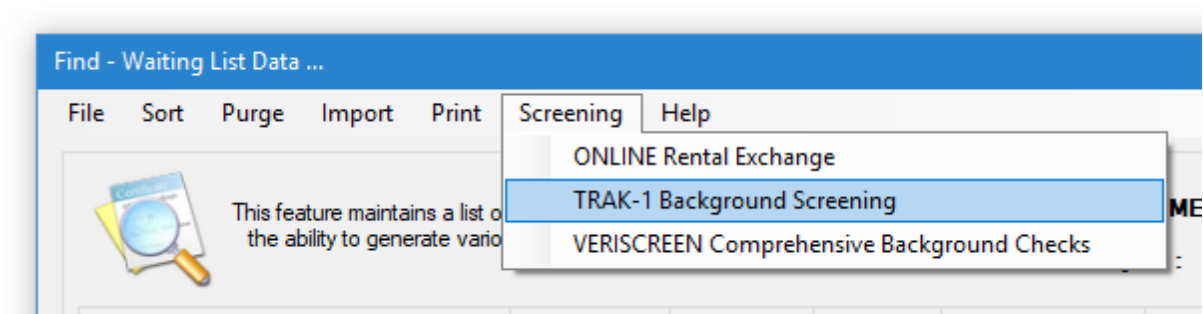 Find - Waiting List Data ...
File Sort Purge Import Print Screening Help
ONLINE Rental Exchange
TRAK-1 Background Screening
VERISCREEN Comprehensive Background Checks
This feature maintains a list
the ability to generate
ME
: